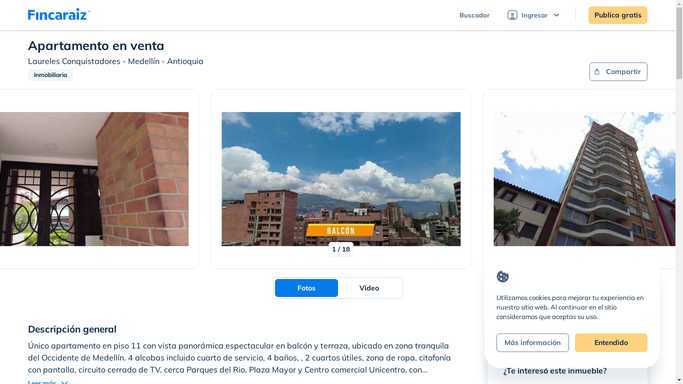 Fincaraiz
Buscador
Ingresar
Publica gratis
Apartamento en venta
Laureles Conquistadores - Medellín - Antioquia
Inmobiliaria
Compartir
BALCÓN
1 / 18
Fotos
Vídeo
Descripción general
Único apartamento en piso 11 con vista panorámica espectacular en balcón y terraza, ubicado en zona tranquila
del Occidente de Medellín. 4 alcobas incluido cuarto de servicio, 4 baños, , 2 cuartos útiles, zona de ropa, citofonía
con pantalla, circuito cerrado de TV, cerca Parques del Rio, Plaza Mayor y Centro comercial Unicentro, con...
Leer más
Utilizamos cookies para mejorar tu experiencia en
nuestro sitio web. Al continuar en el sitio
consideramos que aceptas su uso.
Más información
Entendido
¿Te interesó este inmueble?